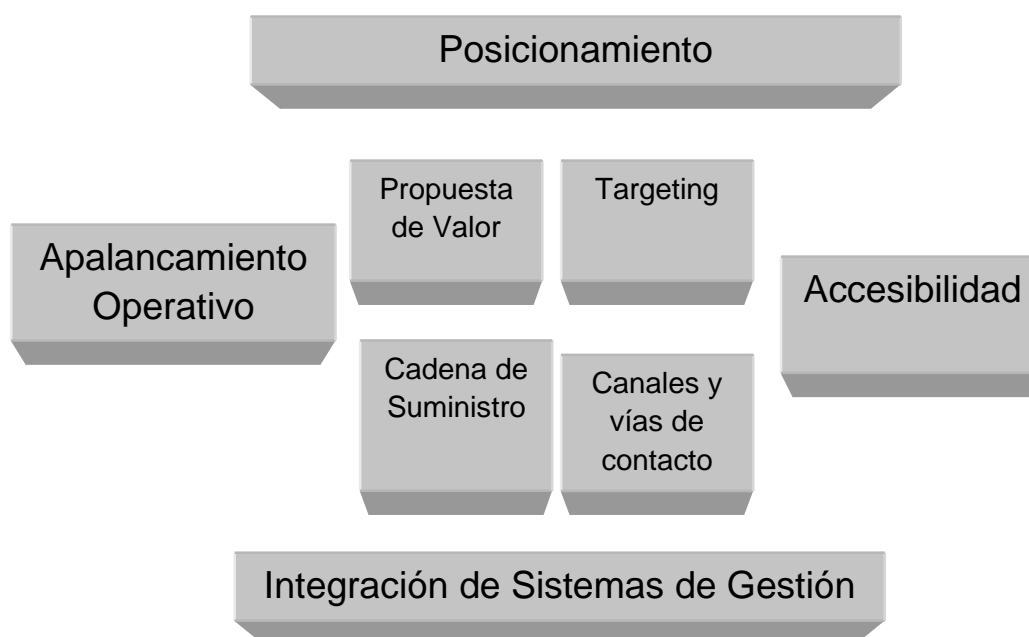 Posicionamiento
Propuesta
de Valor
Targeting
Apalancamiento
Operativo
Accesibilidad
Cadena de
Suministro
Canales y
vías de
contacto
Integración de Sistemas de Gestión